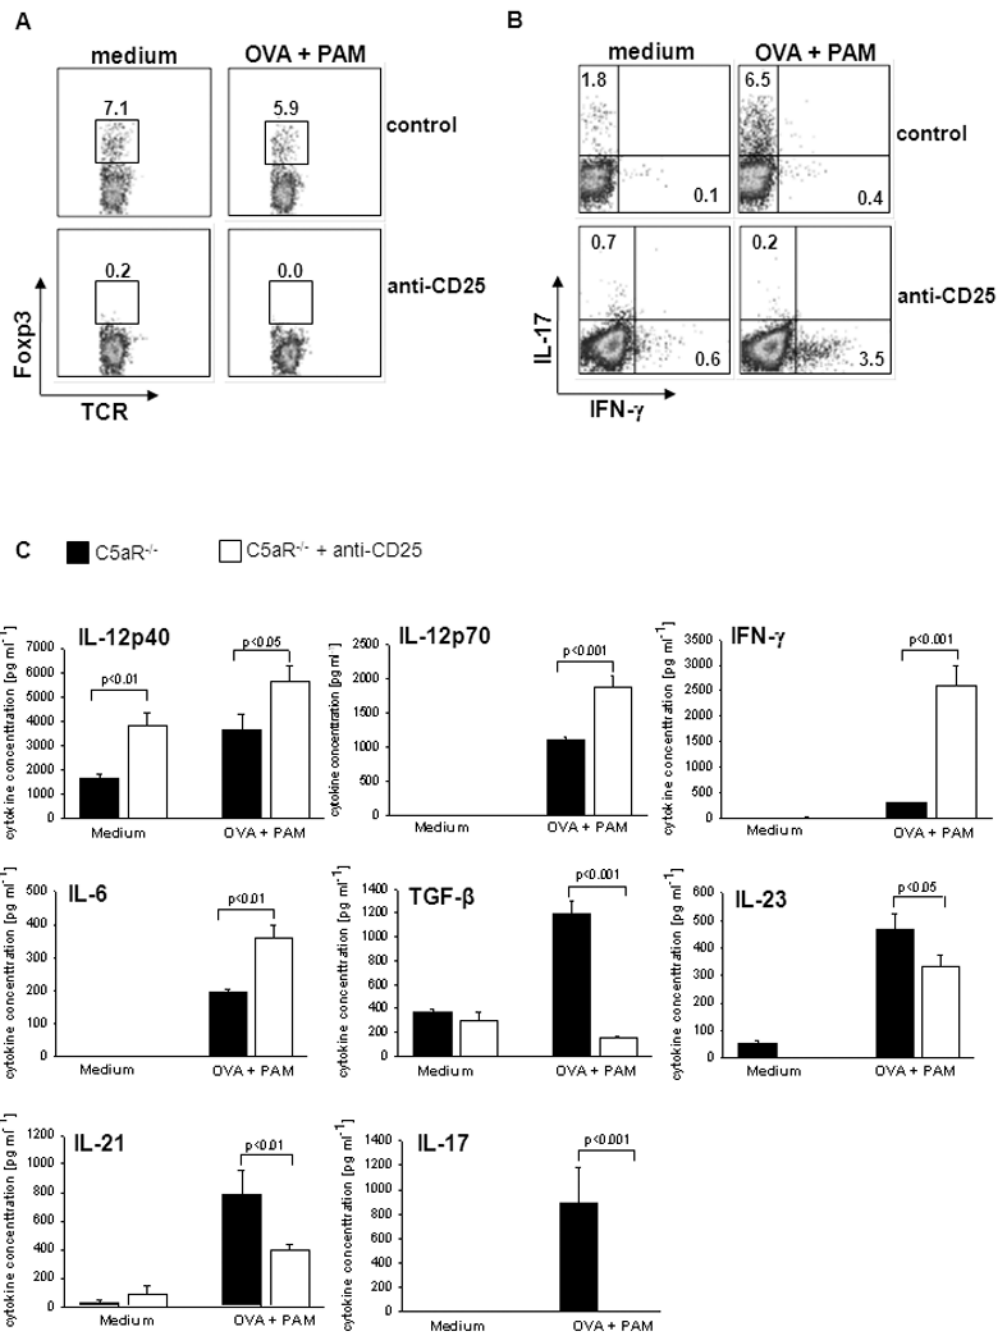 A
medium OVA + PAM
7.1 5.9
control
0.2 0.0
anti-CD25
Foxp3
TCR
B
medium OVA + PAM
1.8 6.5
control
0.1 0.4
0.7 0.2
anti-CD25
0.6 3.5
IL-17
IFN-γ
C C5aR-/- C5aR-/- + anti-CD25
IL-12p40
cytokine concenttration [pg ml-1]
7000
6000
5000
4000
3000
2000
1000
0
p<0.01
p<0.05
Medium OVA + PAM
IL-12p70
cytokine concenttration [pg ml-1]
2500
2000
1500
1000
500
0
p<0.001
Medium OVA + PAM
IFN-γ
cytokine concenttration [pg ml-1]
3500
3000
2500
2000
1500
1000
500
0
p<0.001
Medium OVA + PAM
IL-6
cytokine concenttration [pg ml-1]
500
400
300
200
100
0
p<0.01
Medium OVA + PAM
TGF-β
cytokine concenttration [pg ml-1]
1400
1200
1000
800
600
400
200
0
p<0.001
Medium OVA + PAM
IL-23
cytokine concenttration [pg ml-1]
600
500
400
300
200
100
0
p<0.05
Medium OVA + PAM
IL-21
cytokine concenttration [pg ml-1]
1200
1000
800
600
400
200
0
p<0.01
Medium OVA + PAM
IL-17
cytokine concenttration [pg ml-1]
1400
1200
1000
800
600
400
200
0
p<0.001
Medium OVA + PAM